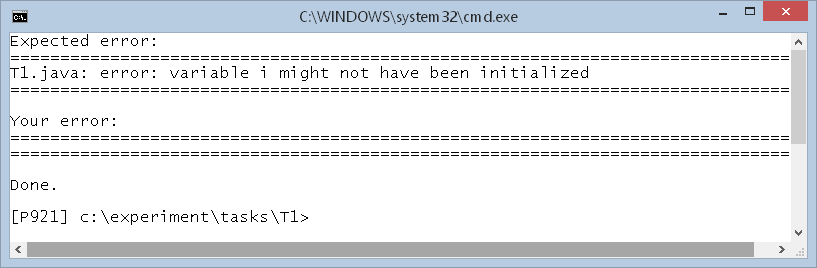 C:\WINDOWS\system32\cmd.exe
Expected error:
==============================================================================
T1.java: error: variable i might not have been initialized
==============================================================================
Your error:
==============================================================================
==============================================================================
Done.
[P921] c:\experiment\tasks\T1>